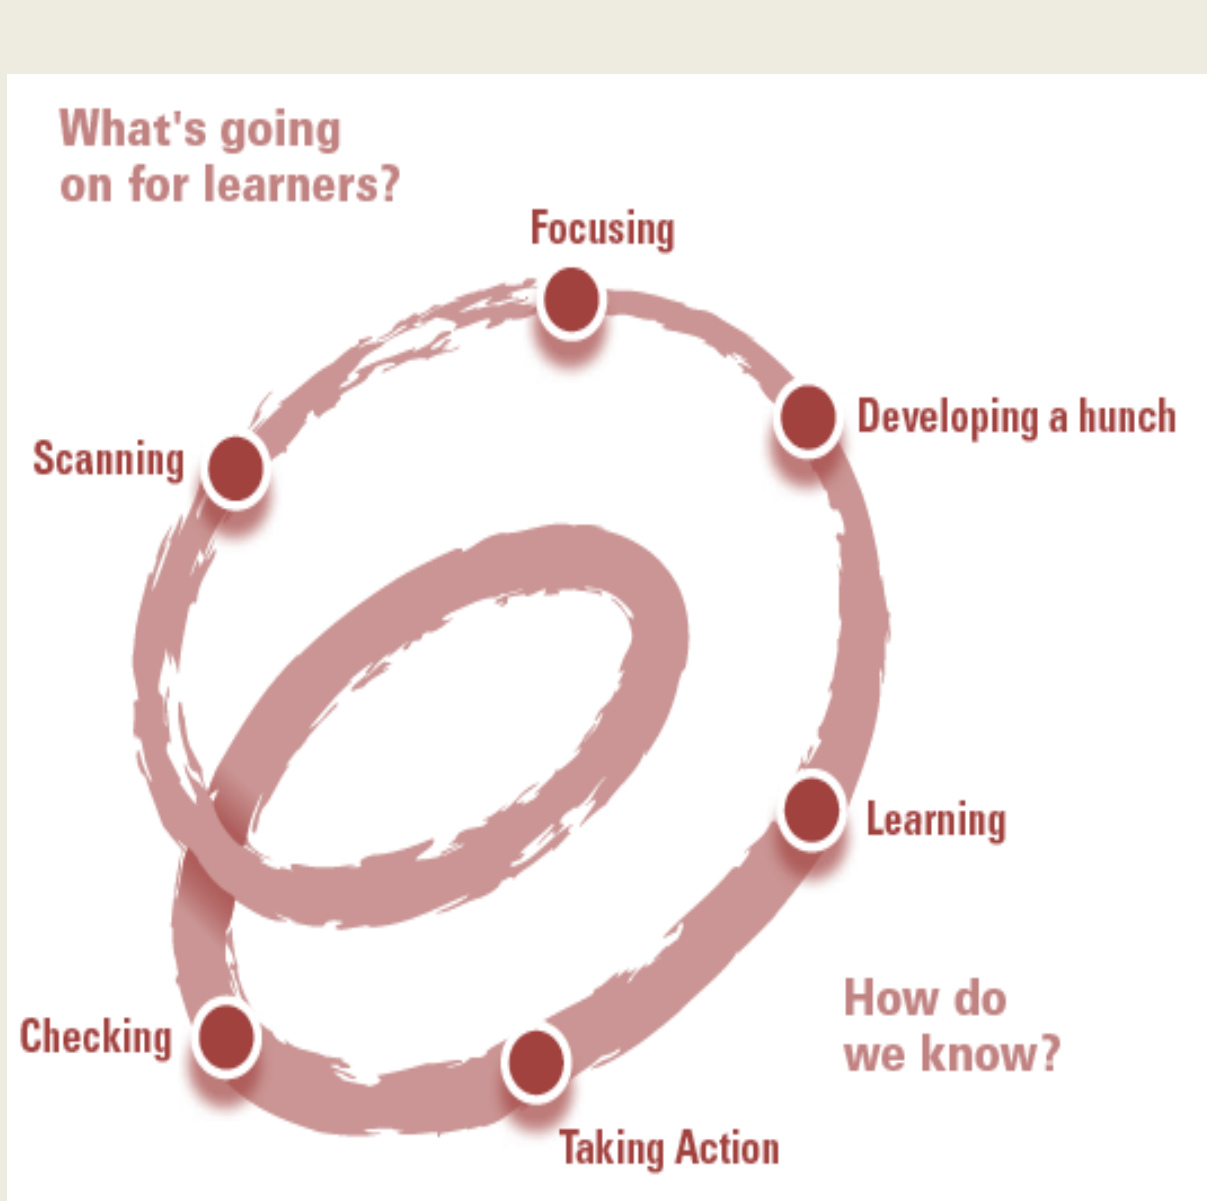 What's going
on for learners?
Focusing
Developing a hunch
Scanning
Learning
How do
we know?
Checking
Taking Action